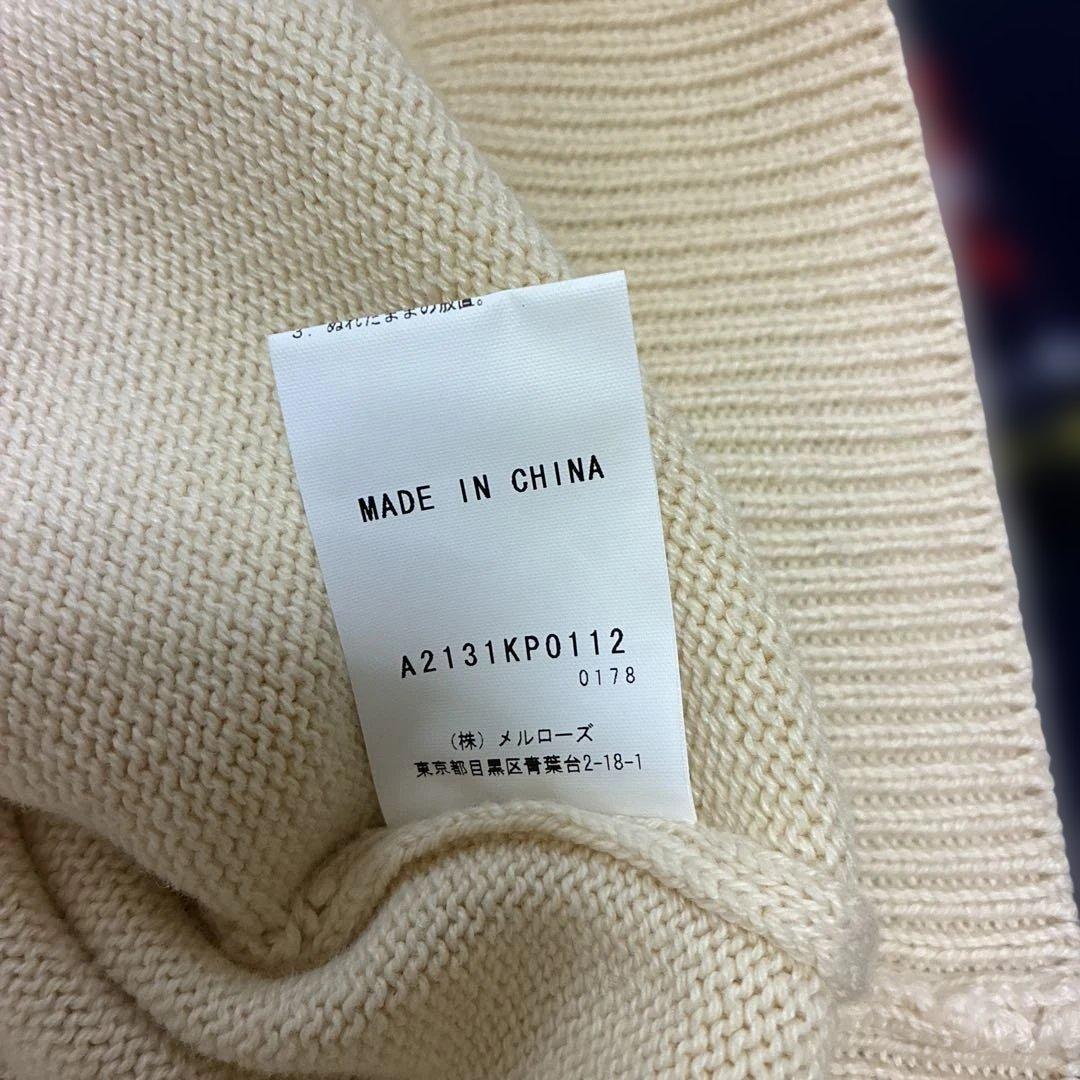 3. ぬれたままの放置。
MADE IN CHINA
A2131KP0112
0178
(株) メルローズ
東京都目黒区青葉台2-18-1